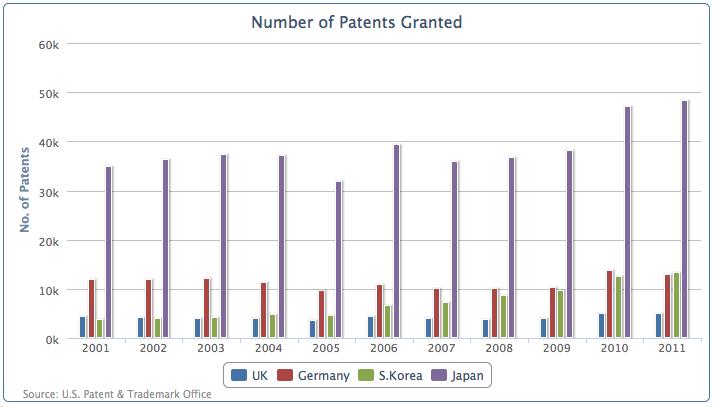 Number of Patents Granted
60k
50k
40k
30k
20k
10k
0k
No. of Patents
2001 2002 2003 2004 2005 2006 2007 2008 2009 2010 2011
UK Germany S.Korea Japan
Source: U.S. Patent & Trademark Office